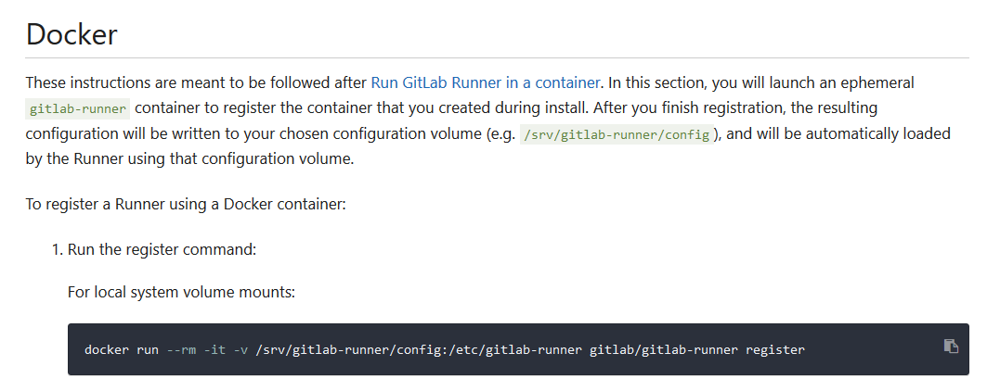 Docker
These instructions are meant to be followed after Run GitLab Runner in a container. In this section, you will launch an ephemeral
gitlab-runner container to register the container that you created during install. After you finish registration, the resulting
configuration will be written to your chosen configuration volume (e.g. /srv/gitlab-runner/config), and will be automatically loaded
by the Runner using that configuration volume.
To register a Runner using a Docker container:
1. Run the register command:
For local system volume mounts:
docker run --rm -it -v /srv/gitlab-runner/config:/etc/gitlab-runner gitlab/gitlab-runner register